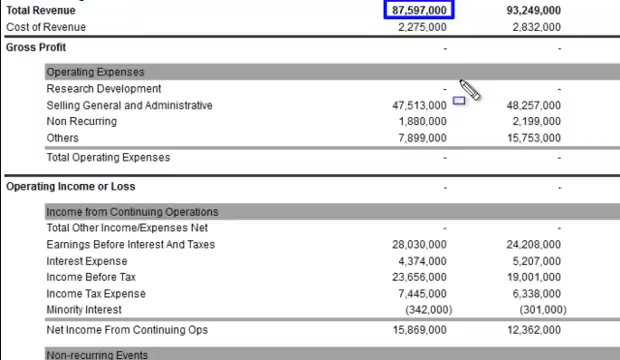 Total Revenue 87,597,000 93,249,000
Cost of Revenue 2,275,000 2,832,000
Gross Profit - -
Operating Expenses
Research Development - -
Selling General and Administrative 47,513,000 48,257,000
Non Recurring 1,880,000 2,199,000
Others 7,899,000 15,753,000
Total Operating Expenses - -
Operating Income or Loss - -
Income from Continuing Operations
Total Other Income/Expenses Net - -
Earnings Before Interest And Taxes 28,030,000 24,208,000
Interest Expense 4,374,000 5,207,000
Income Before Tax 23,656,000 19,001,000
Income Tax Expense 7,445,000 6,338,000
Minority Interest (342,000) (301,000)
Net Income From Continuing Ops 15,869,000 12,362,000
Non-recurring Events